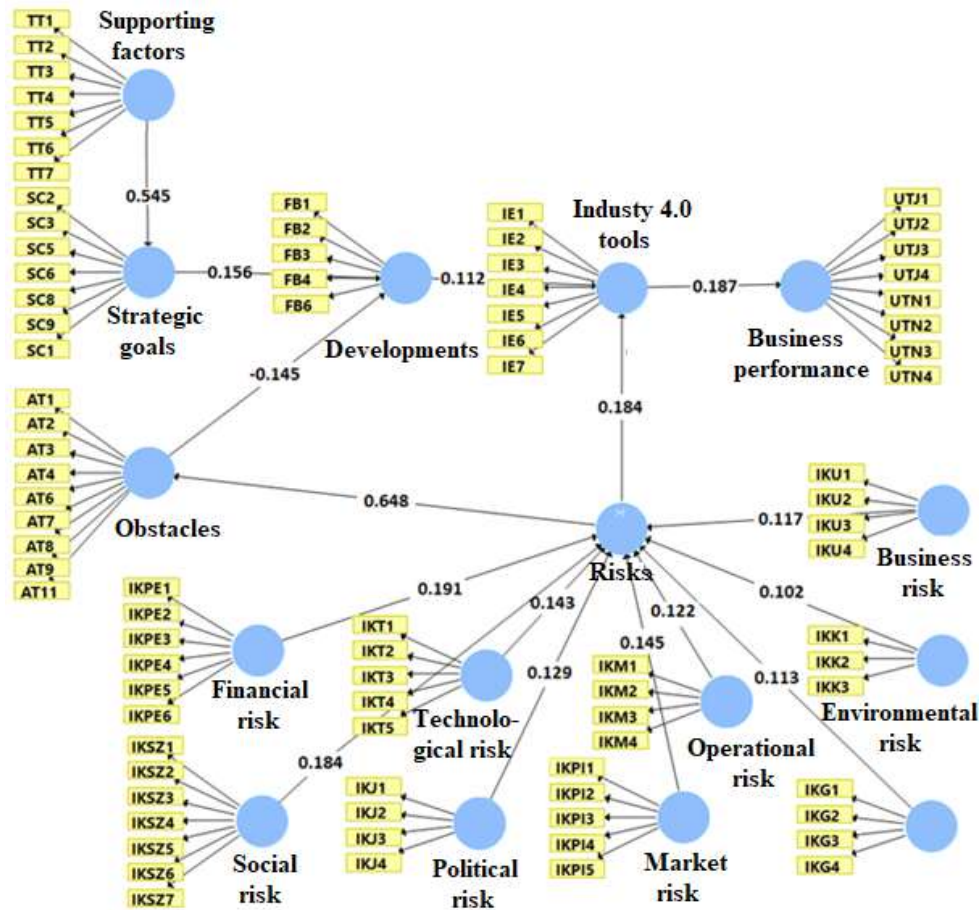 TT1
TT2
TT3
TT4
TT5
TT6
TT7
Supporting
factors
0.545
SC2
SC3
SC5
SC6
SC8
SC9
SC1
Strategic
goals
0.156
FB1
FB2
FB3
FB4
FB6
Developments
-0.112
IE1
IE2
IE3
IE4
IE5
IE6
IE7
Industy 4.0
tools
0.187
UTJ1
UTJ2
UTJ3
UTJ4
UTN1
UTN2
UTN3
UTN4
Business
performance
-0.145
0.184
AT1
AT2
AT3
AT4
AT6
AT7
AT8
AT9
AT11
Obstacles
0.648
Risks
0.117
IKU1
IKU2
IKU3
IKU4
Business
risk
0.191
0.143
0.122
0.102
IKPE1
IKPE2
IKPE3
IKPE4
IKPE5
IKPE6
Financial
risk
IKT1
IKT2
IKT3
IKT4
IKT5
Technolo-
gical risk
0.129
0.145
IKM1
IKM2
IKM3
IKM4
Operational
risk
0.113
IKK1
IKK2
IKK3
Environmental
risk
0.184
IKSZ1
IKSZ2
IKSZ3
IKSZ4
IKSZ5
IKSZ6
IKSZ7
Social
risk
IKJ1
IKJ2
IKJ3
IKJ4
Political
risk
IKPI1
IKPI2
IKPI3
IKPI4
IKPI5
Market
risk
IKG1
IKG2
IKG3
IKG4